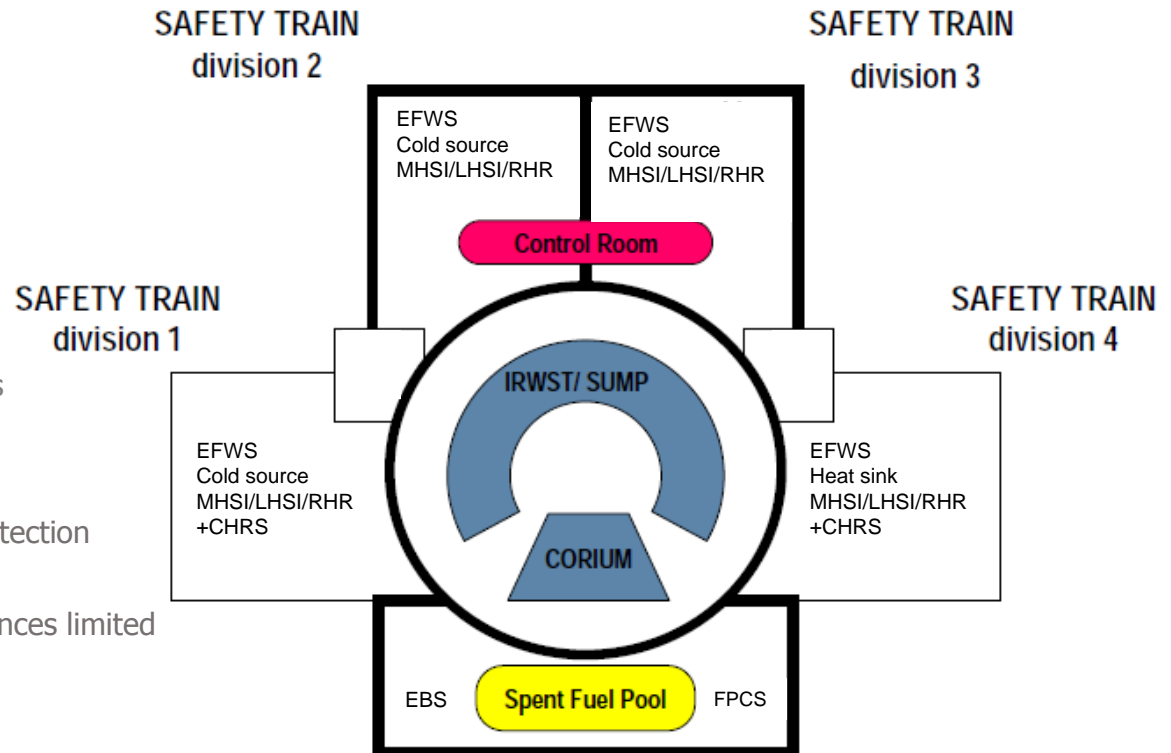 SAFETY TRAIN
division 2
SAFETY TRAIN
division 3
EFWS
Cold source
MHSI/LHSI/RHR
EFWS
Cold source
MHSI/LHSI/RHR
Control Room
SAFETY TRAIN
division 1
SAFETY TRAIN
division 4
s
tection
nces limited
EFWS
Cold source
MHSI/LHSI/RHR
+CHRS
IRWST/ SUMP
CORIUM
EFWS
Heat sink
MHSI/LHSI/RHR
+CHRS
EBS
Spent Fuel Pool
FPCS